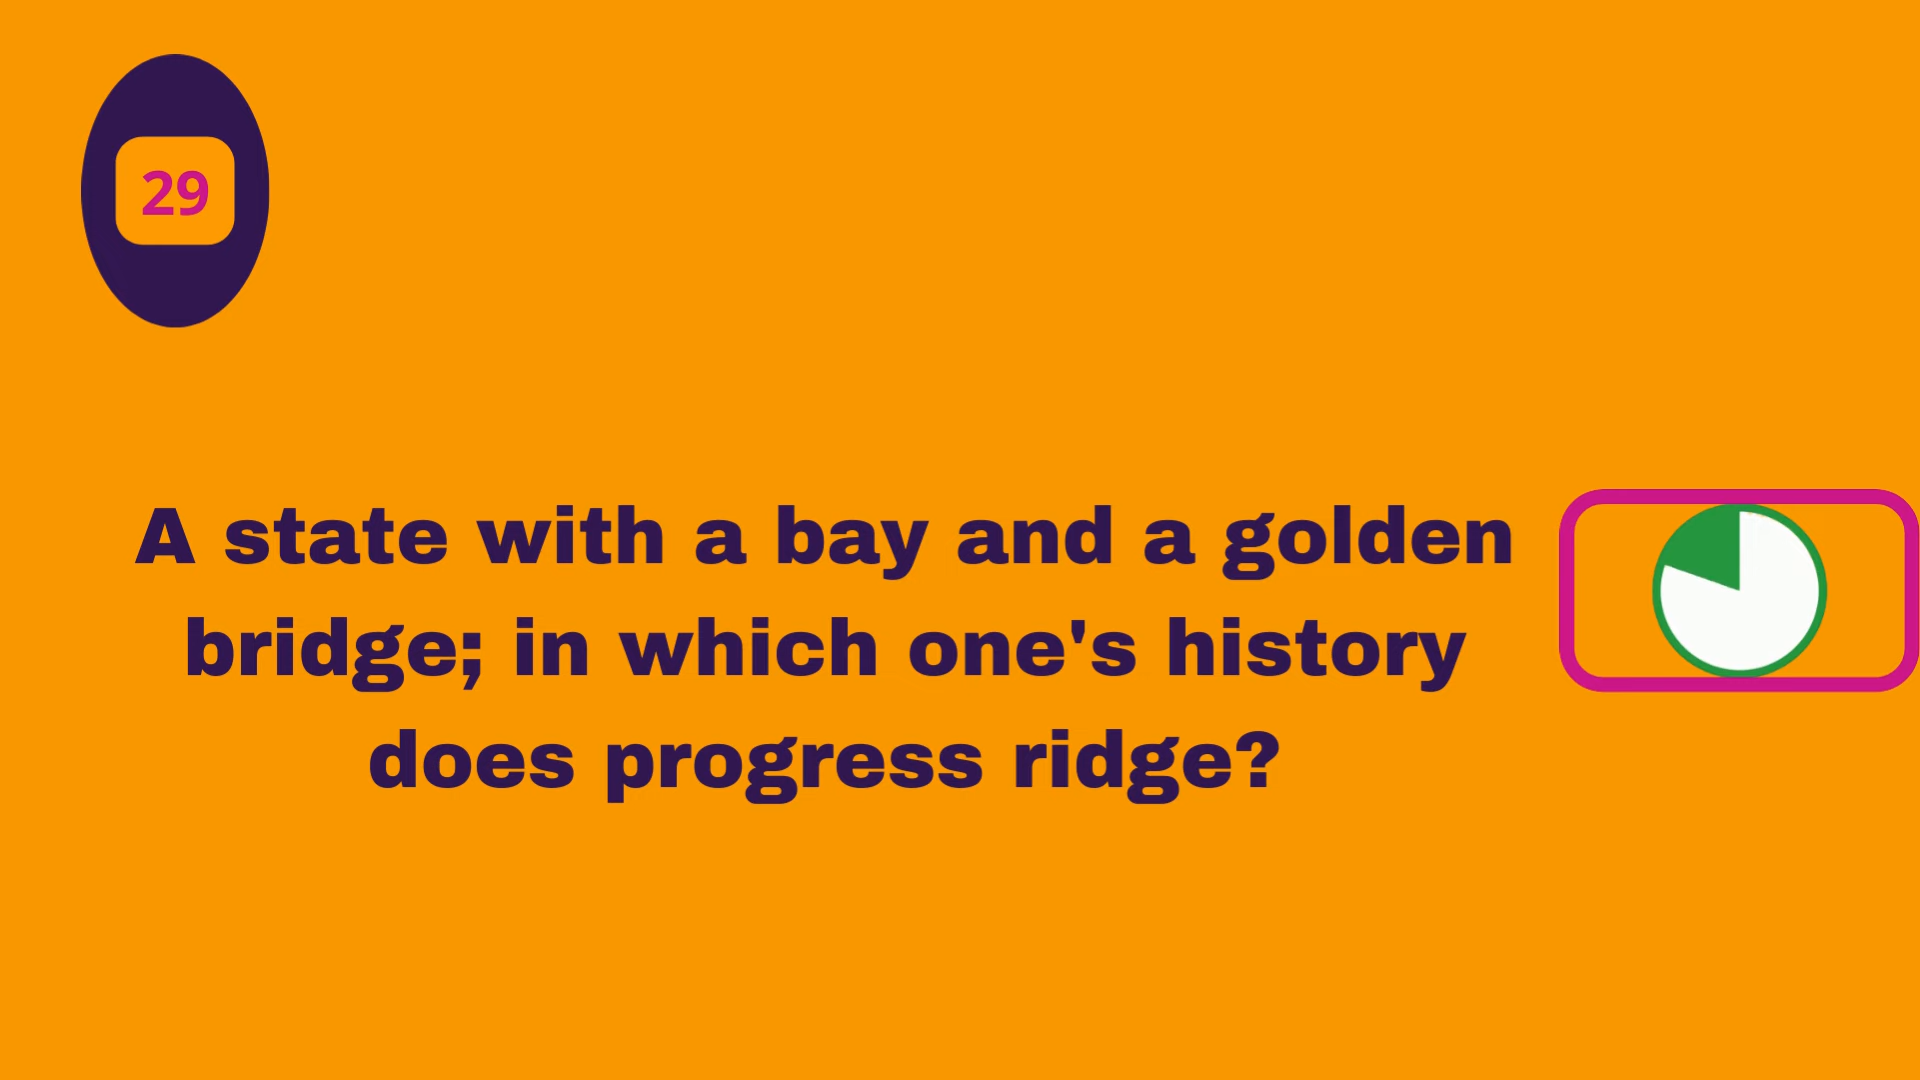 29
A state with a bay and a golden
bridge; in which one's history
does progress ridge?